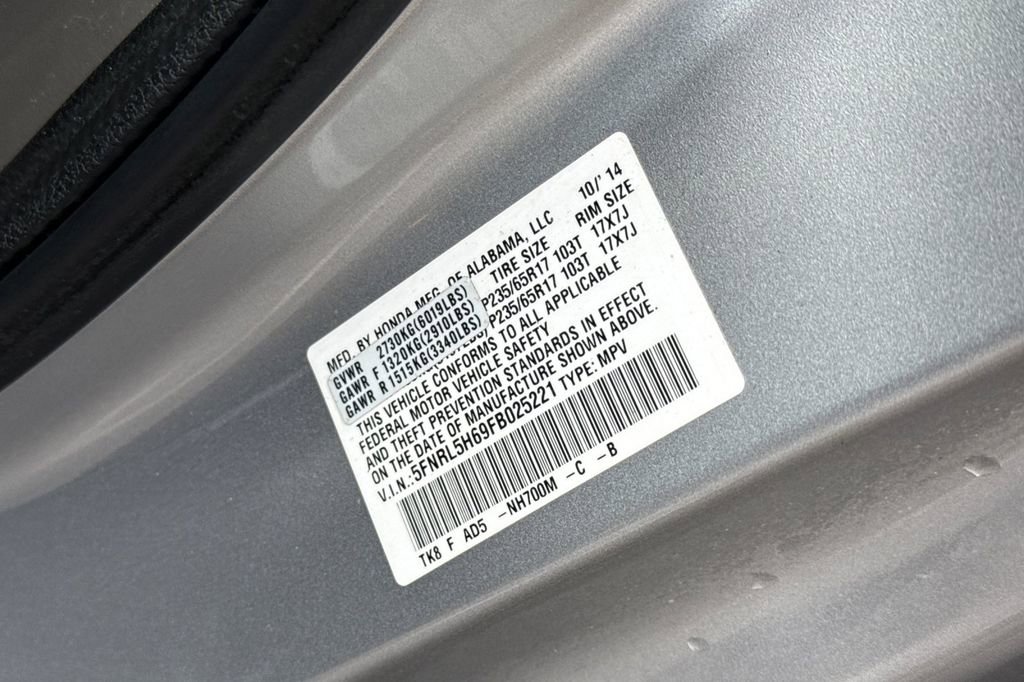 MFD. BY HONDA MFG. OF ALABAMA, LLC 10/'14
TIRE SIZE RIM SIZE
GVWR 2730KG(6019LBS)
GAWR F 1320KG(2910LBS) P235/65R17 103T 17X7J
GAWR R 1515KG(3340LBS) P235/65R17 103T 17X7J
THIS VEHICLE CONFORMS TO ALL APPLICABLE
FEDERAL MOTOR VEHICLE SAFETY
AND THEFT PREVENTION STANDARDS IN EFFECT
ON THE DATE OF MANUFACTURE SHOWN ABOVE.
V.I.N.:5FNRL5H69FB025221 TYPE:MPV
TK8 F AD5 -NH700M -C -B